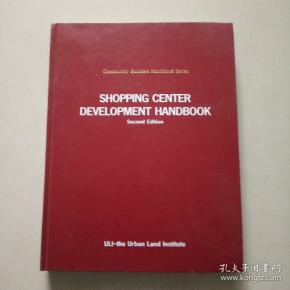 Community Builders Handbook Series
SHOPPING CENTER
DEVELOPMENT HANDBOOK
Second Edition
ULI–the Urban Land Institute
孔夫子旧书网